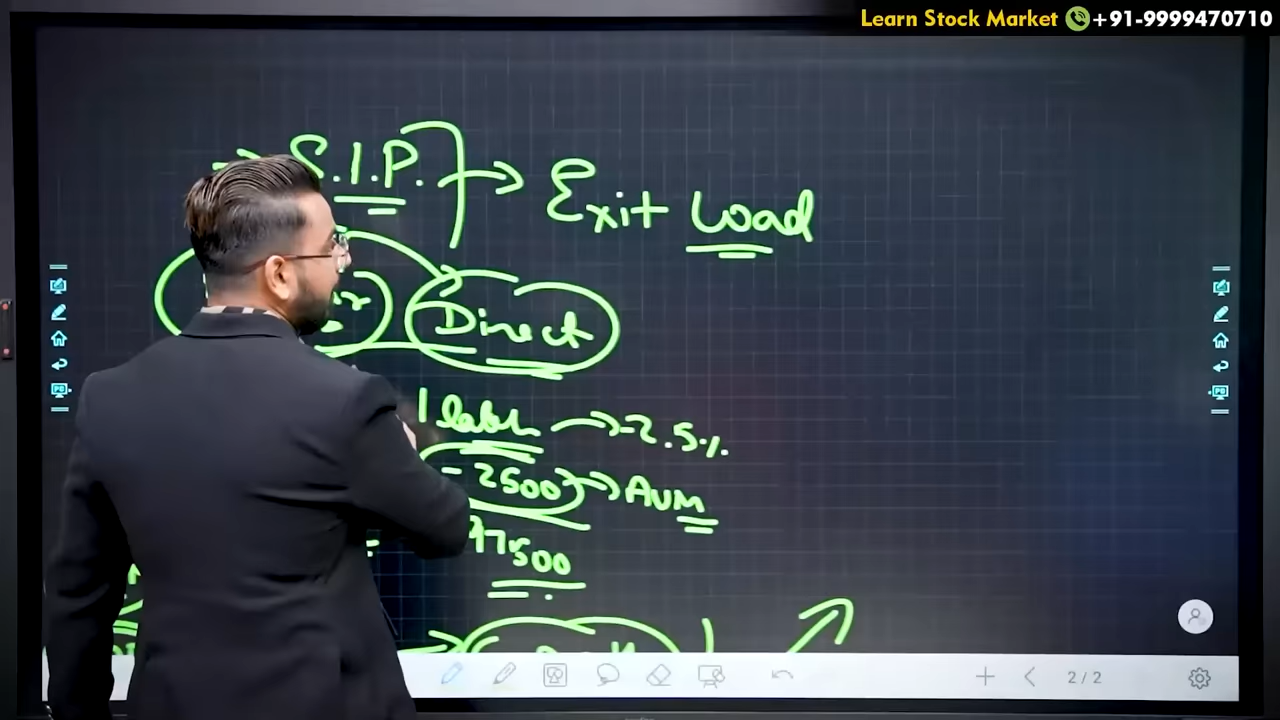 Learn Stock Market +91-9999470710
S.I.P. → Exit Load
Direct
1 lakh → 2.5%
- 2500 → AUM
97500
2 / 2